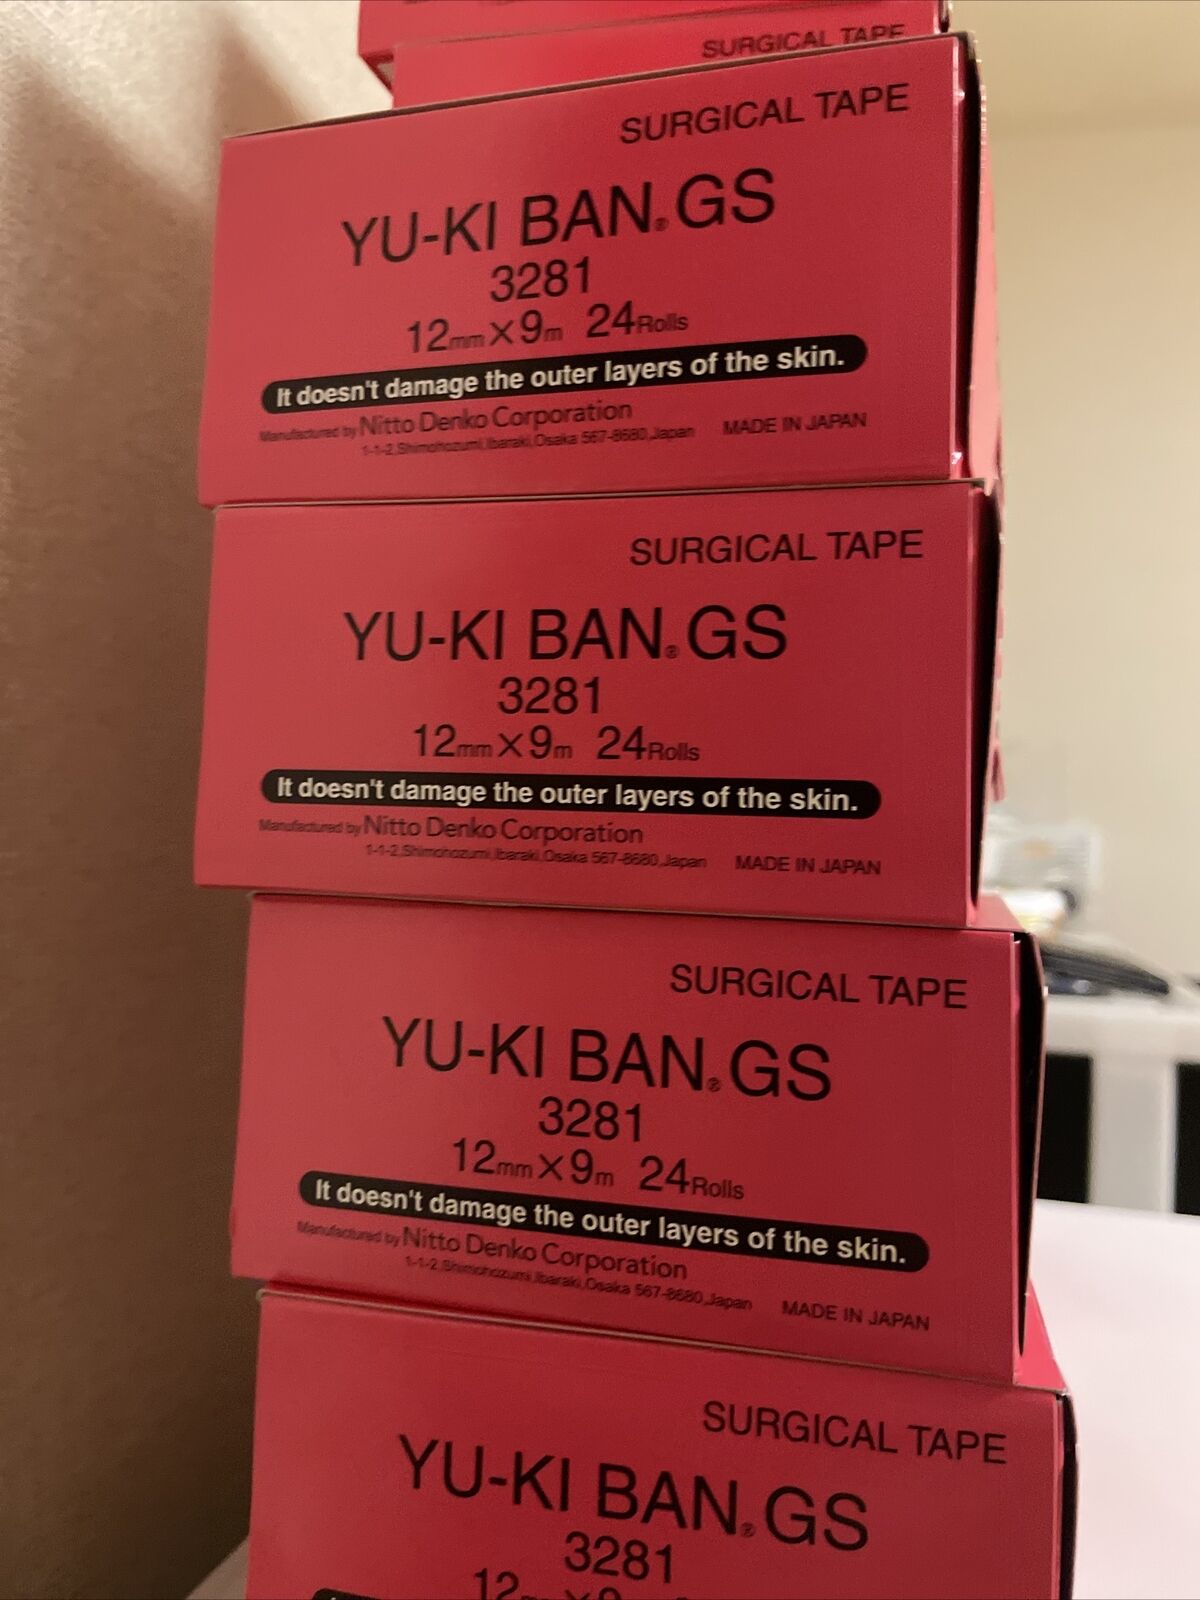 SURGICAL TAPE
SURGICAL TAPE
YU-KI BAN® GS
3281
12mm×9m 24Rolls
It doesn't damage the outer layers of the skin.
Manufactured by Nitto Denko Corporation
1-1-2,Shimohozumi,Ibaraki,Osaka 567-8680,Japan MADE IN JAPAN
SURGICAL TAPE
YU-KI BAN® GS
3281
12mm×9m 24Rolls
It doesn't damage the outer layers of the skin.
Manufactured by Nitto Denko Corporation
1-1-2,Shimohozumi,Ibaraki,Osaka 567-8680,Japan MADE IN JAPAN
SURGICAL TAPE
YU-KI BAN® GS
3281
12mm×9m 24Rolls
It doesn't damage the outer layers of the skin.
Manufactured by Nitto Denko Corporation
1-1-2,Shimohozumi,Ibaraki,Osaka 567-8680,Japan MADE IN JAPAN
SURGICAL TAPE
YU-KI BAN® GS
3281
12mm×9